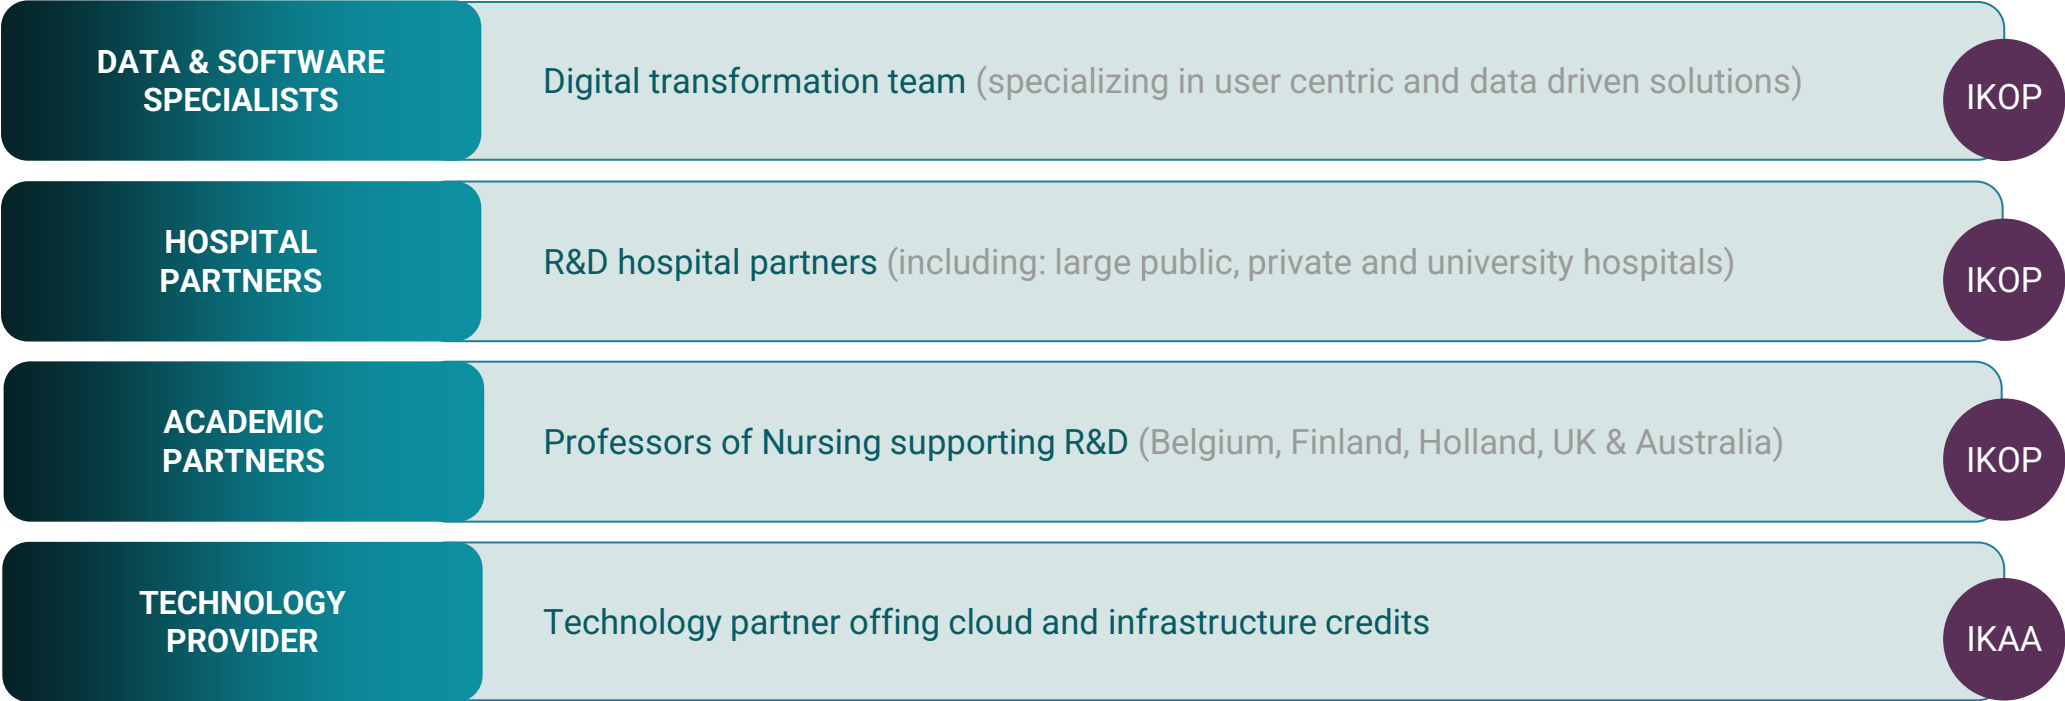 DATA & SOFTWARE
SPECIALISTS
Digital transformation team (specializing in user centric and data driven solutions)
IKOP
HOSPITAL
PARTNERS
R&D hospital partners (including: large public, private and university hospitals)
IKOP
ACADEMIC
PARTNERS
Professors of Nursing supporting R&D (Belgium, Finland, Holland, UK & Australia)
IKOP
TECHNOLOGY
PROVIDER
Technology partner offing cloud and infrastructure credits
IKAA